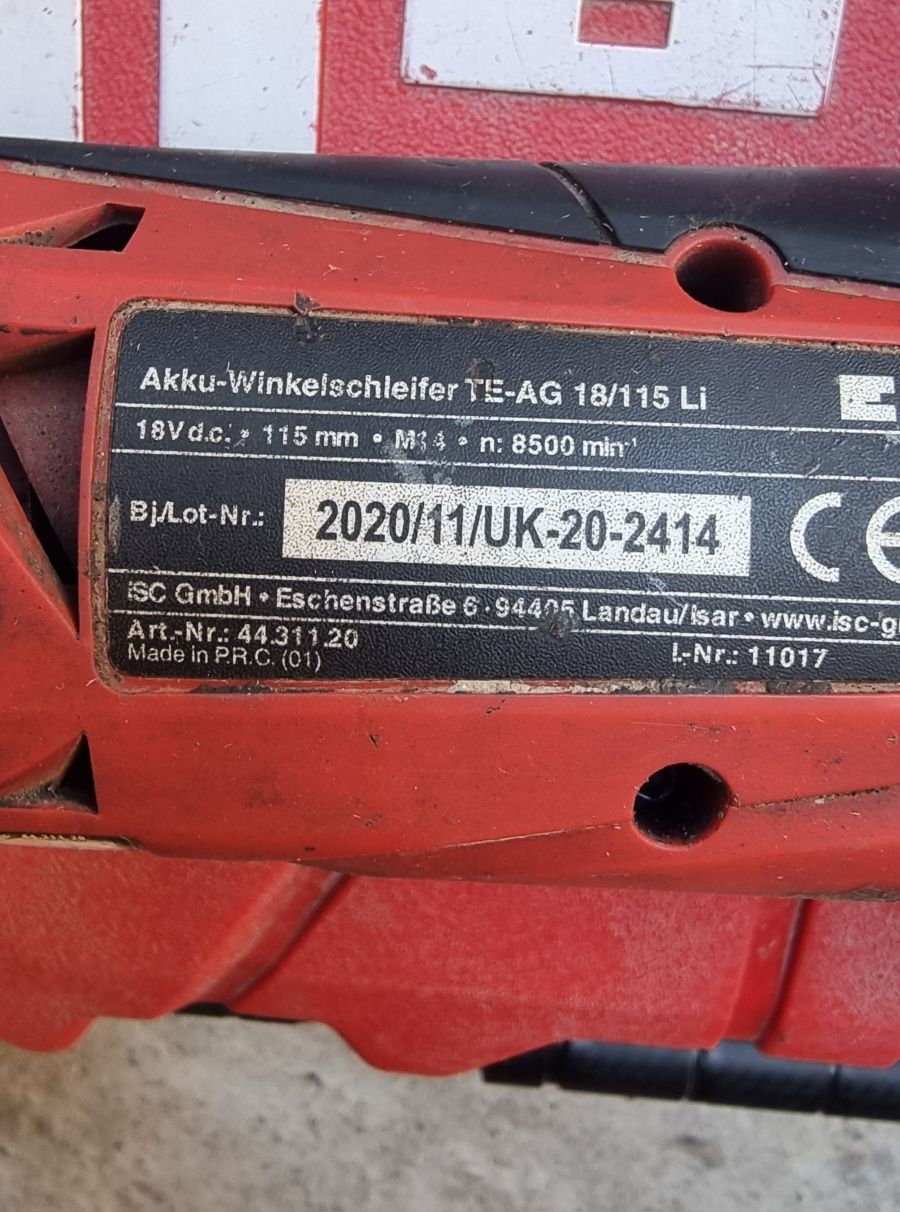 Akku-Winkelschleifer TE-AG 18/115 Li
18V d.c. • 115 mm • M14 • n: 8500 min⁻¹
Bj./Lot-Nr.: 2020/11/UK-20-2414
iSC GmbH • Eschenstraße 6 • 94405 Landau/Isar • www.isc-g
Art.-Nr.: 44.311.20
I.-Nr.: 11017
Made in P.R.C. (01)